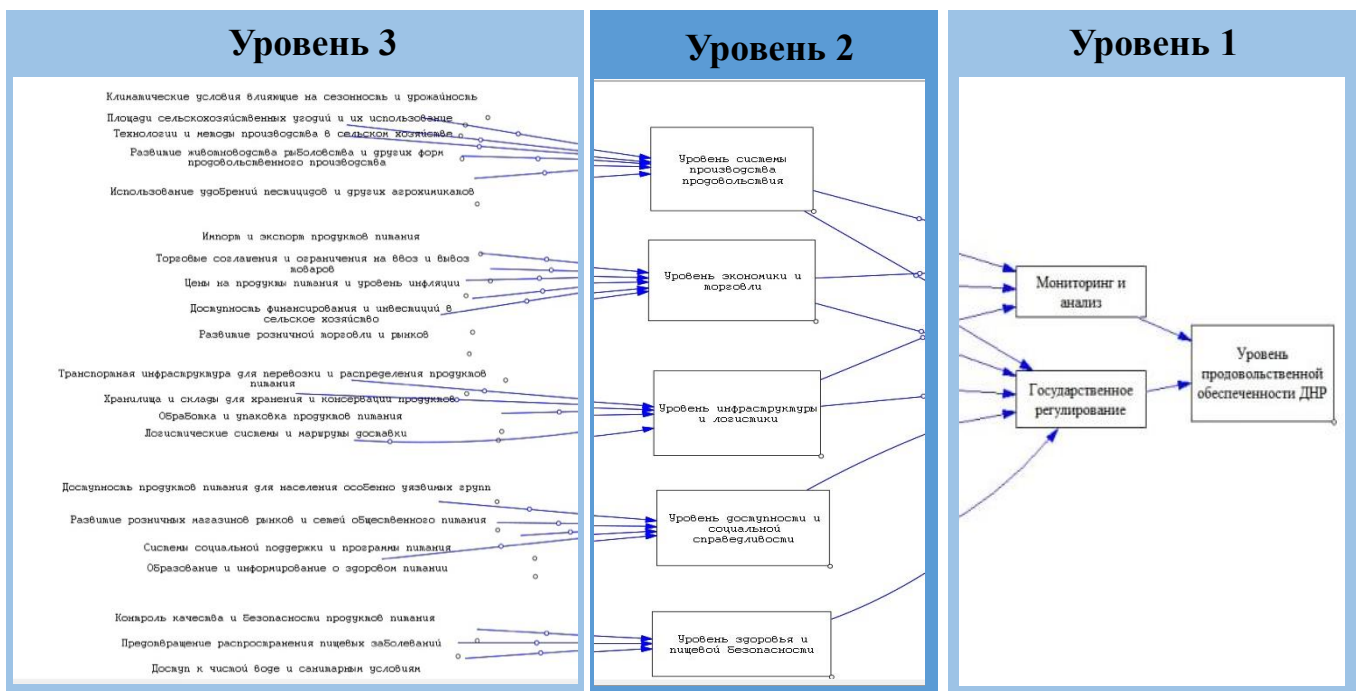 Уровень 3
Климатические условия влияющие на сезонность и урожайность
Площади сельскохозяйственных угодий и их использование
Технологии и методы производства в сельском хозяйстве
Развитие животноводства рыболовства и других форм
продовольственного производства
Использование удобрений пестицидов и других агрохимикатов
Импорт и экспорт продуктов питания
Торговые соглашения и ограничения на ввоз и вывоз
товаров
Цены на продукты питания и уровень инфляции
Доступность финансирования и инвестиций в
сельское хозяйство
Развитие розничной торговли и рынков
Транспортная инфраструктура для перевозки и распределения продуктов
питания
Хранилища и склады для хранения и консервации продуктов
Обработка и упаковка продуктов питания
Логистические системы и маршруты доставки
Доступность продуктов питания для населения особенно уязвимых групп
Развитие розничных магазинов рынков и сетей общественного питания
Системы социальной поддержки и программы питания
Образование и информирование о здоровом питании
Контроль качества и Безопасности продуктов питания
Предотвращение распространения пищевых заболеваний
Доступ к чистой воде и санитарным условиям
Уровень 2
Уровень системы
производства
продовольствия
Уровень экономики и
торговли
Уровень инфраструктуры
и логистики
Уровень доступности и
социальной
справедливости
Уровень здоровья и
пищевой Безопасности
Уровень 1
Мониторинг и
анализ
Государственное
регулирование
Уровень
продовольственной
обеспеченности ДНР